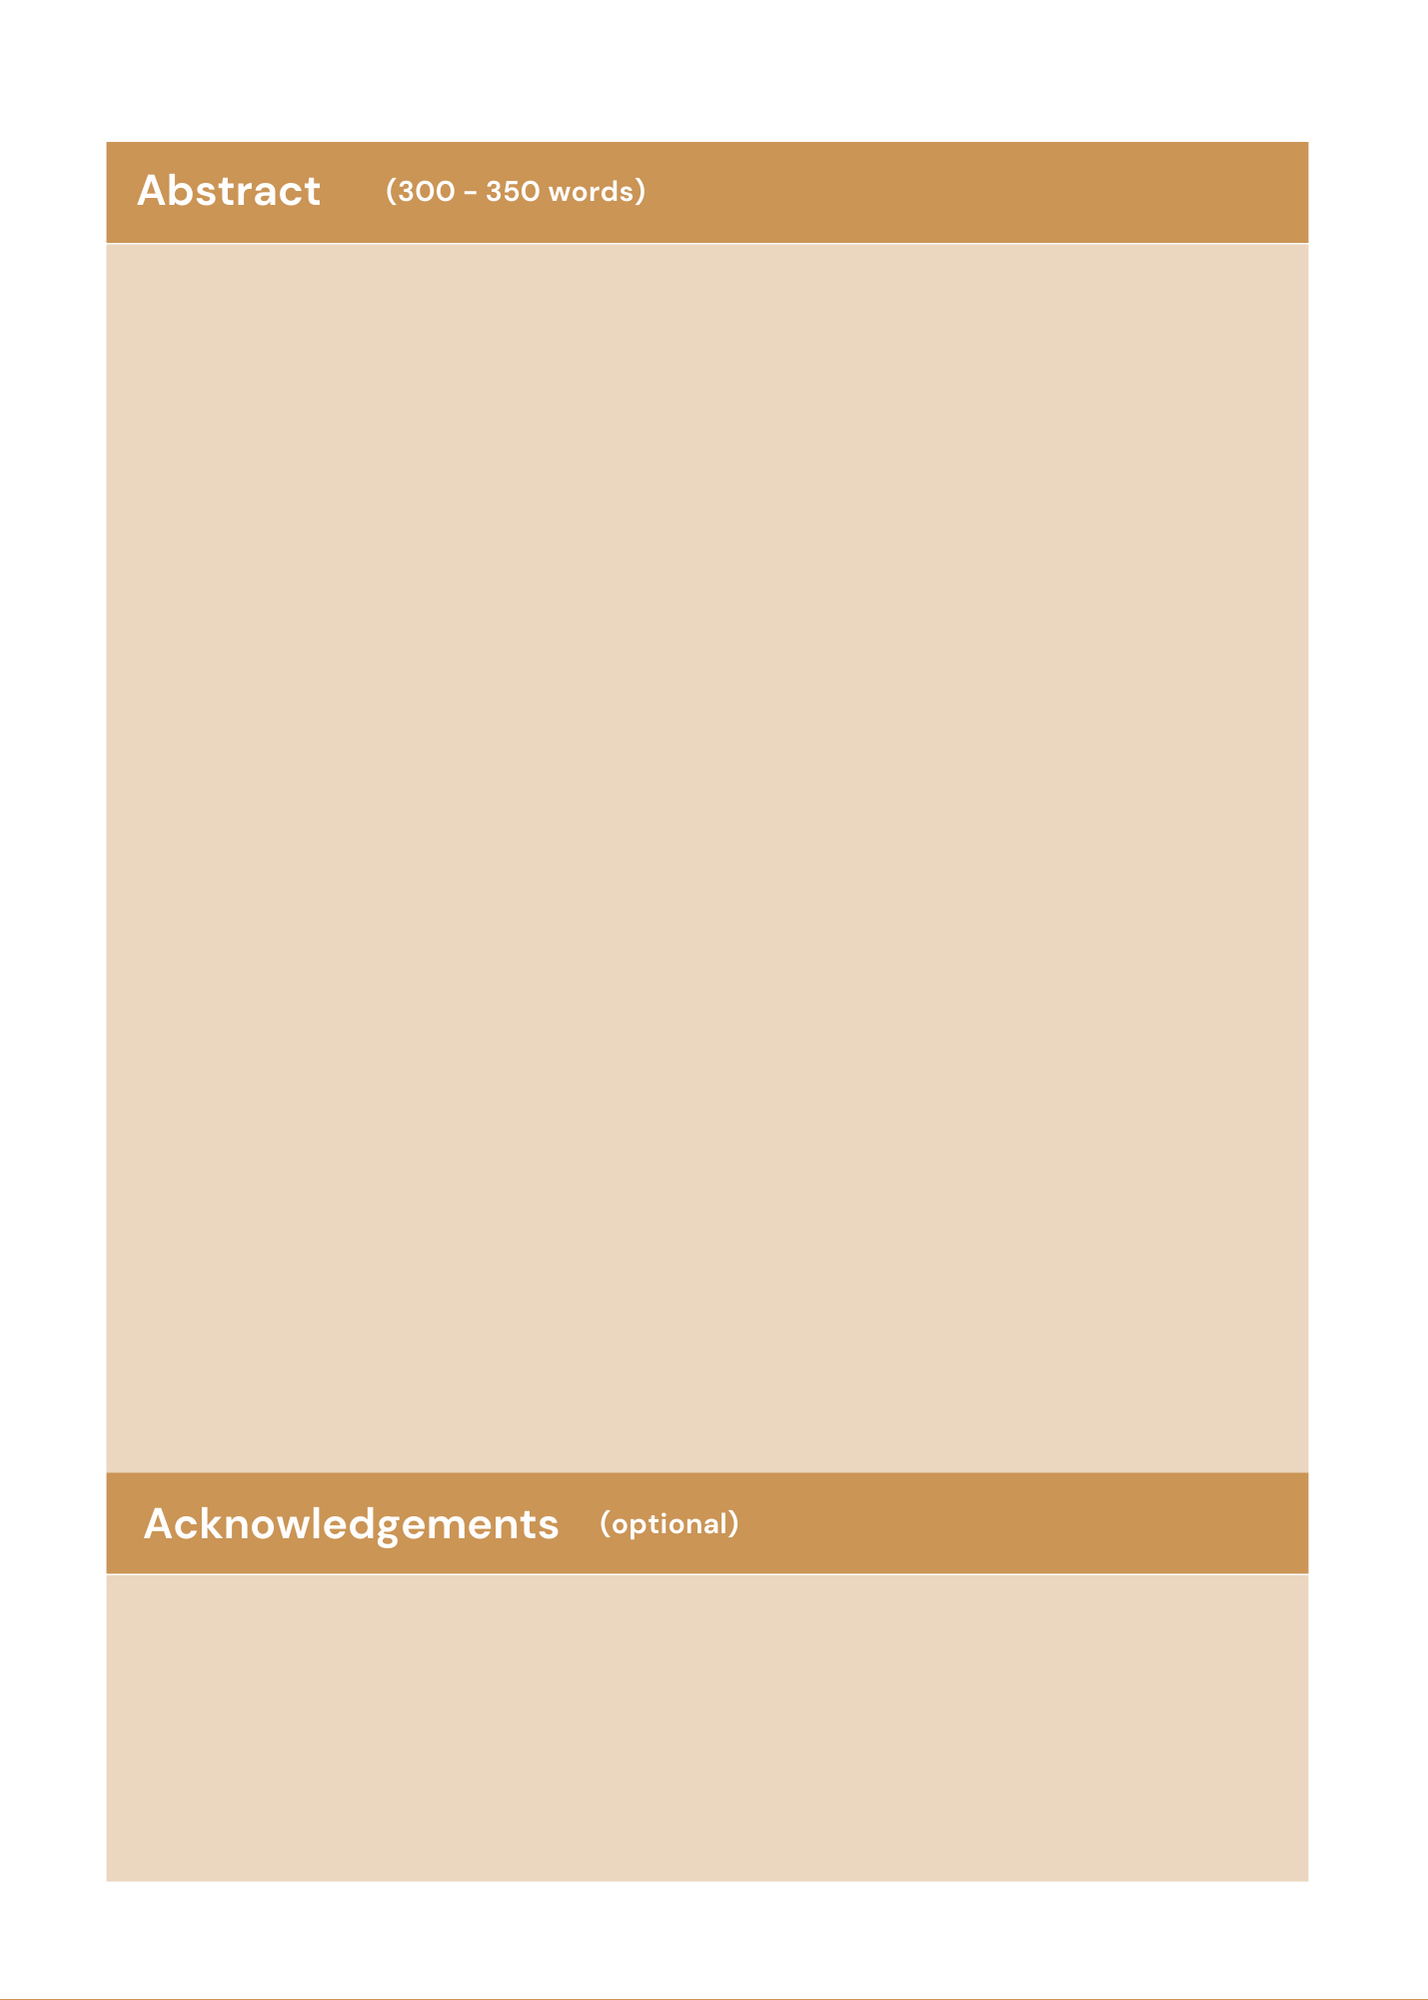 Abstract (300 - 350 words)
Acknowledgements (optional)